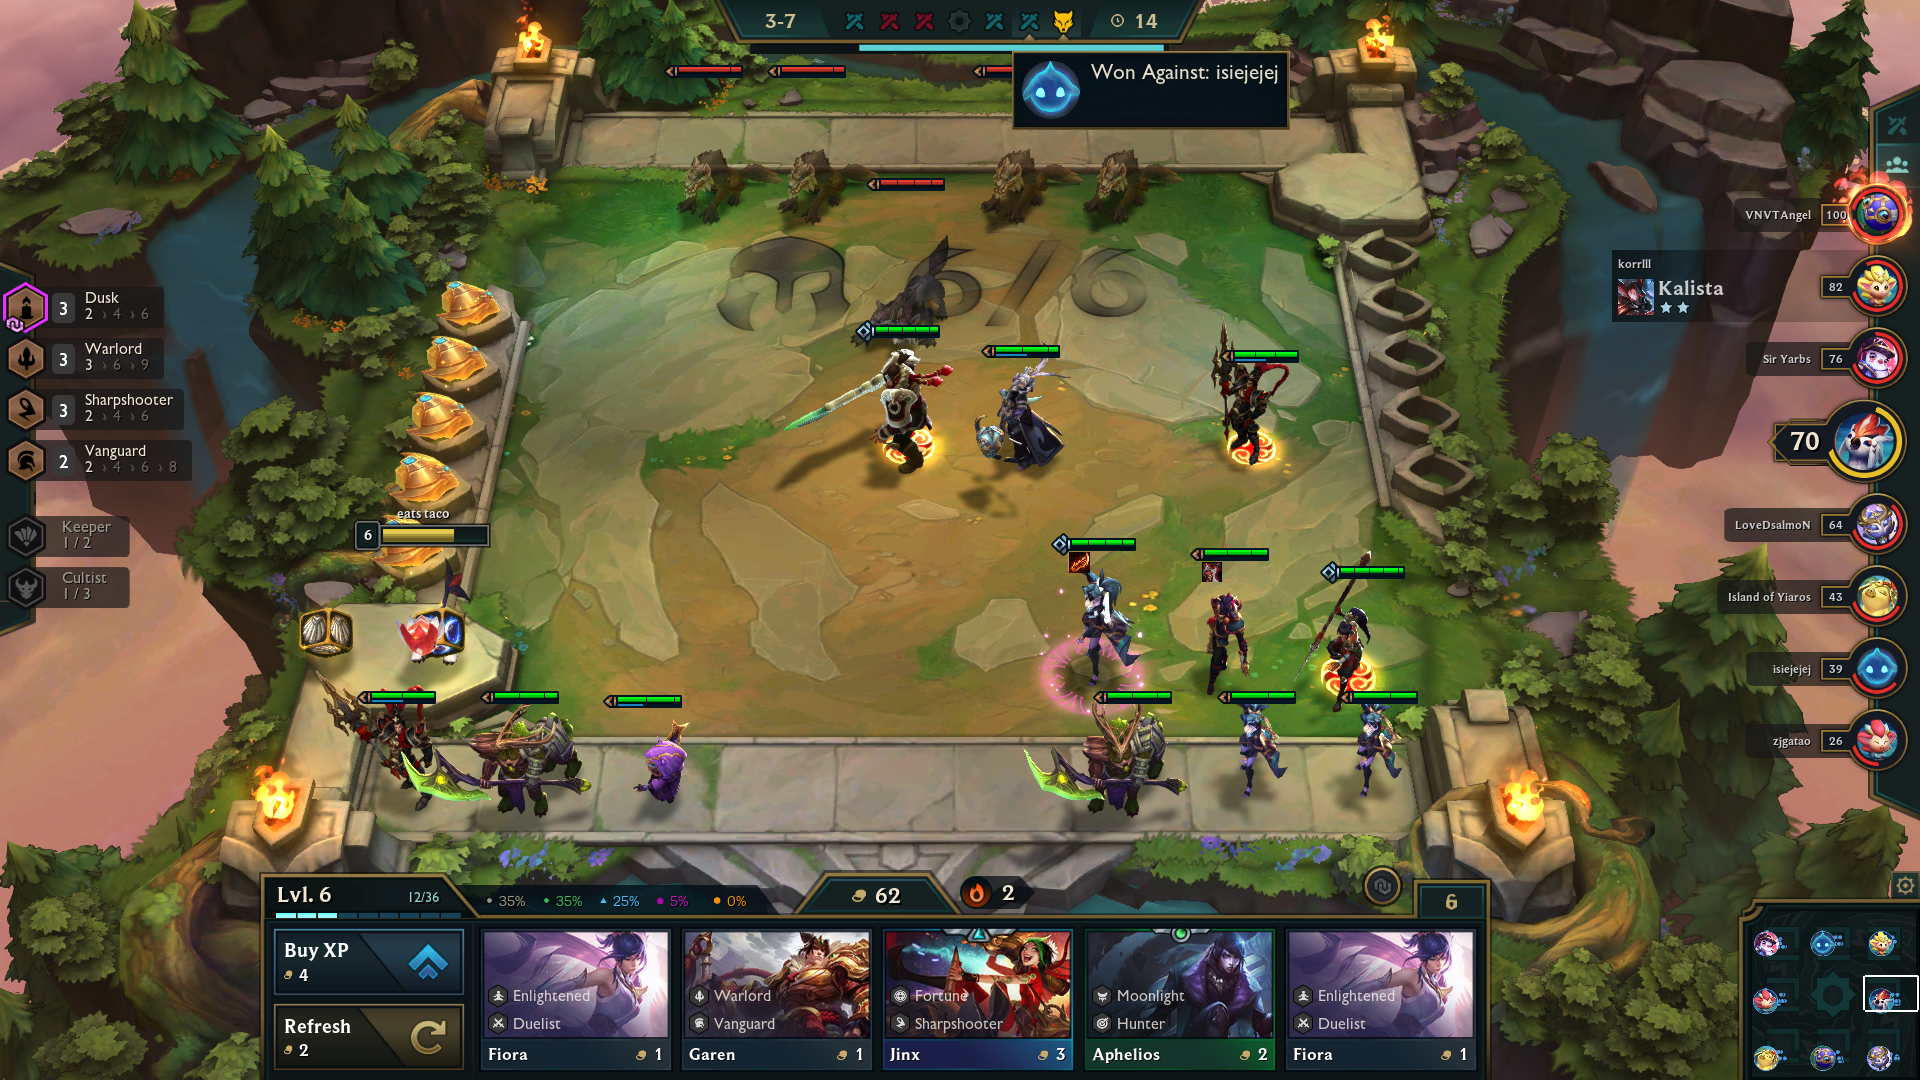 3-7
14
Won Against: isiejejej
VNVTAngel
100
korrlll
Kalista
82
Sir Yarbs
76
70
LoveDsalmoN
64
Island of Yiaros
43
isiejejej
39
zjgatao
26
6/6
3
Dusk
2 › 4 › 6
3
Warlord
3 › 6 › 9
3
Sharpshooter
2 › 4 › 6
2
Vanguard
2 › 4 › 6 › 8
Keeper
1 / 2
Cultist
1 / 3
eats taco
6
Lvl. 6
12/36
35%
35%
25%
5%
0%
62
2
6
Buy XP
4
Refresh
2
Enlightened
Duelist
Fiora
1
Warlord
Vanguard
Garen
1
Fortune
Sharpshooter
Jinx
3
Moonlight
Hunter
Aphelios
2
Enlightened
Duelist
Fiora
1